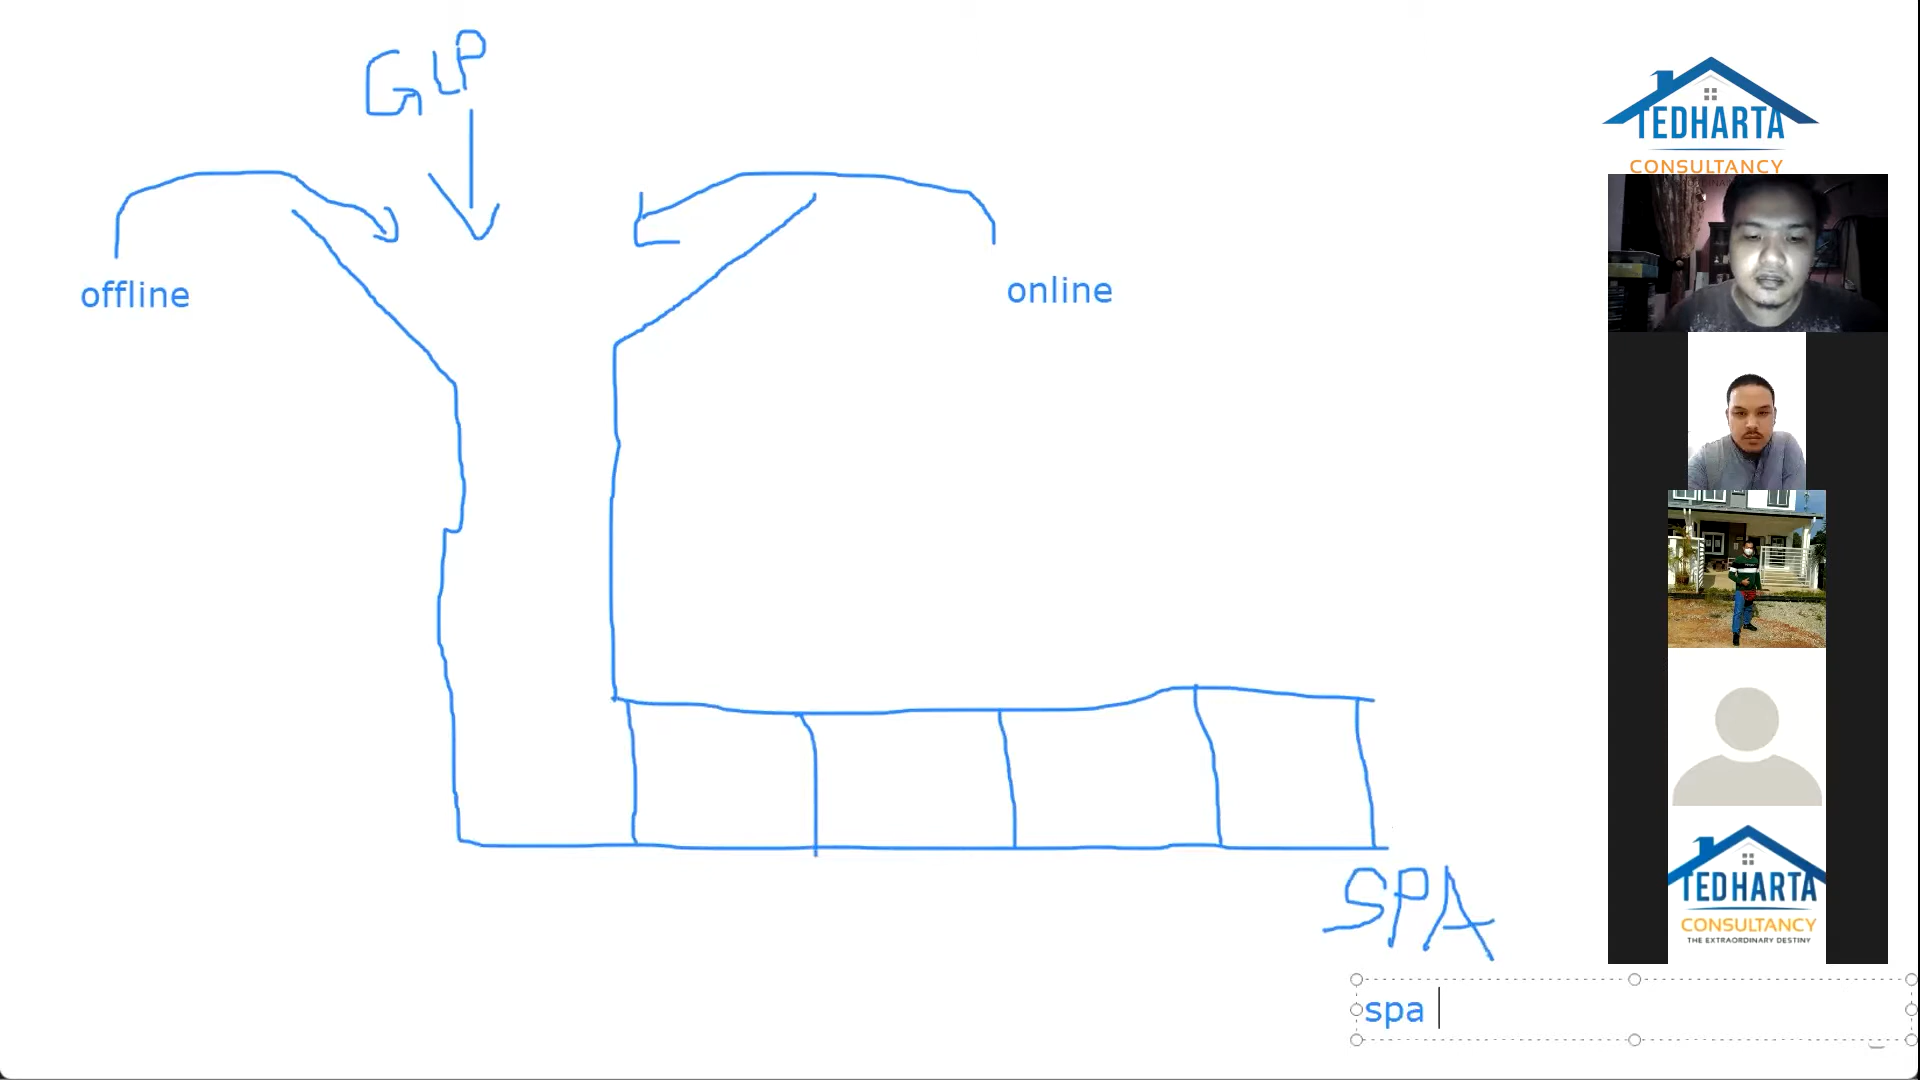 GLP
offline
online
SPA
spa
TEDHARTA
CONSULTANCY
TEDHARTA
CONSULTANCY
THE EXTRAORDINARY DESTINY